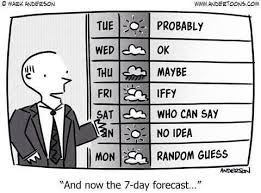 © MARK ANDERSON WWW.ANDERTOONS.COM
TUE PROBABLY
WED OK
THU MAYBE
FRI IFFY
SAT WHO CAN SAY
SUN NO IDEA
MON RANDOM GUESS
ANDERSON
"And now the 7-day forecast..."